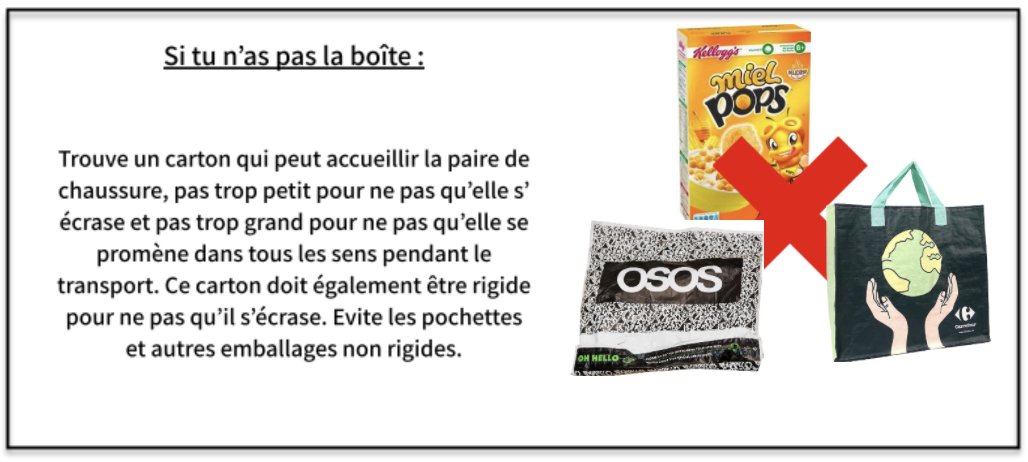 Si tu n’as pas la boîte :
Trouve un carton qui peut accueillir la paire de
chaussure, pas trop petit pour ne pas qu’elle s’
écrase et pas trop grand pour ne pas qu’elle se
promène dans tous les sens pendant le
transport. Ce carton doit également être rigide
pour ne pas qu’il s’écrase. Evite les pochettes
et autres emballages non rigides.
Kellogg's
miel
POPS
OSOS
OH HELLO
Carrefour